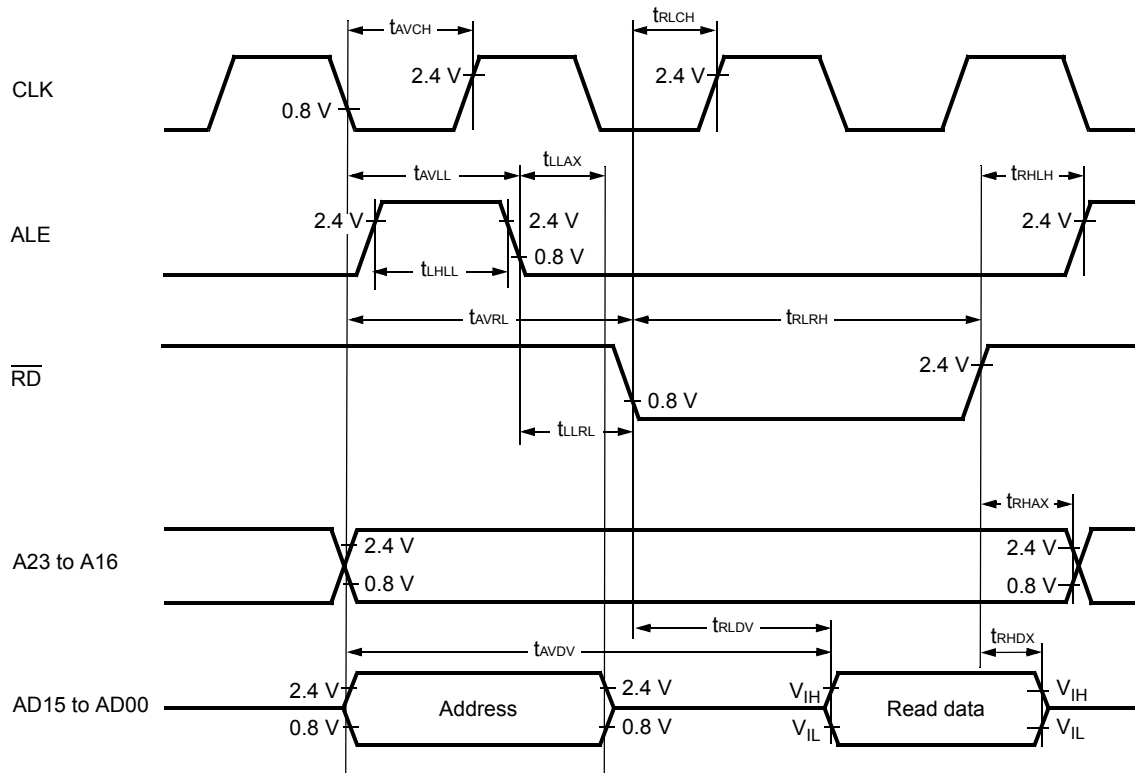 tAVCH
tRLCH
CLK
2.4 V
2.4 V
0.8 V
tAVLL
tLLAX
tRHLH
ALE
2.4 V
2.4 V
2.4 V
0.8 V
tLHLL
tAVRL
tRLRH
RD
2.4 V
0.8 V
tLLRL
tRHAX
A23 to A16
2.4 V
2.4 V
0.8 V
0.8 V
tRLDV
tAVDV
tRHDX
AD15 to AD00
2.4 V
Address
2.4 V
VIH
Read data
VIH
0.8 V
0.8 V
VIL
VIL